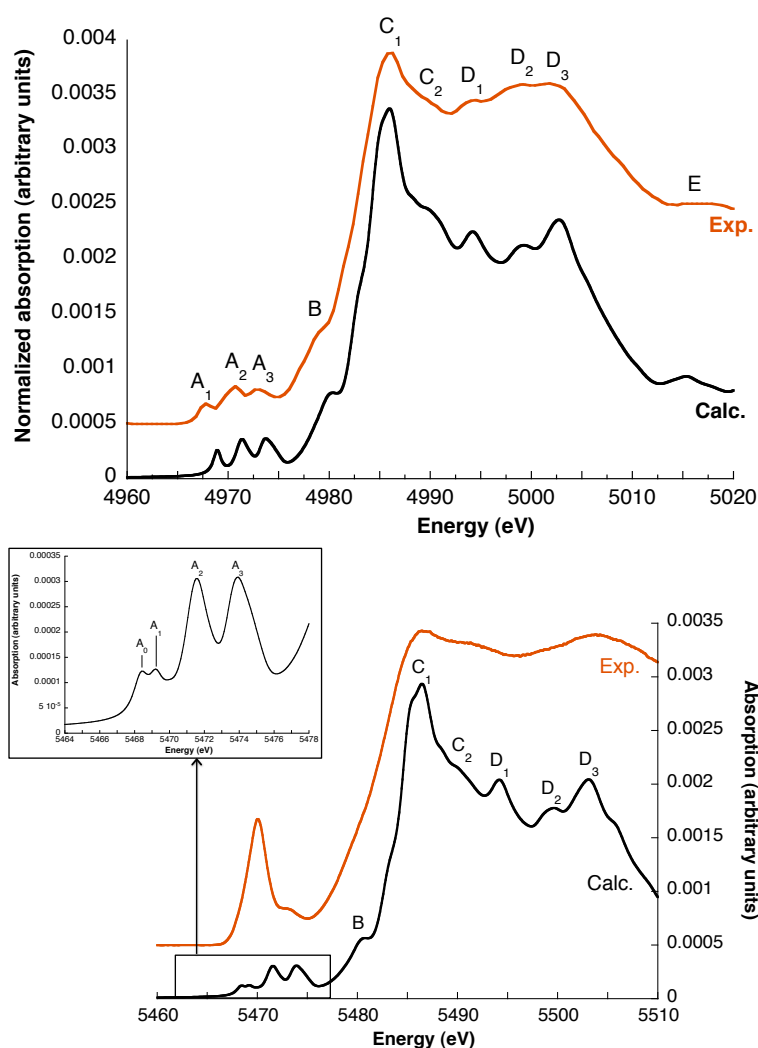 Normalized absorption (arbitrary units)
0.004
0.0035
0.003
0.0025
0.002
0.0015
0.001
0.0005
0
C1
C2
D1
D2
D3
E
B
A1
A2
A3
Exp.
Calc.
4960 4970 4980 4990 5000 5010 5020
Energy (eV)
Absorption (arbitrary units)
0.00035
0.0003
0.00025
0.0002
0.00015
0.0001
5 10-5
0
A0
A1
A2
A3
5464 5466 5468 5470 5472 5474 5476 5478
Energy (eV)
Exp.
C1
C2
D1
D2
D3
Calc.
B
0.0035
0.003
0.0025
0.002
0.0015
0.001
0.0005
0
Absorption (arbitrary units)
5460 5470 5480 5490 5500 5510
Energy (eV)